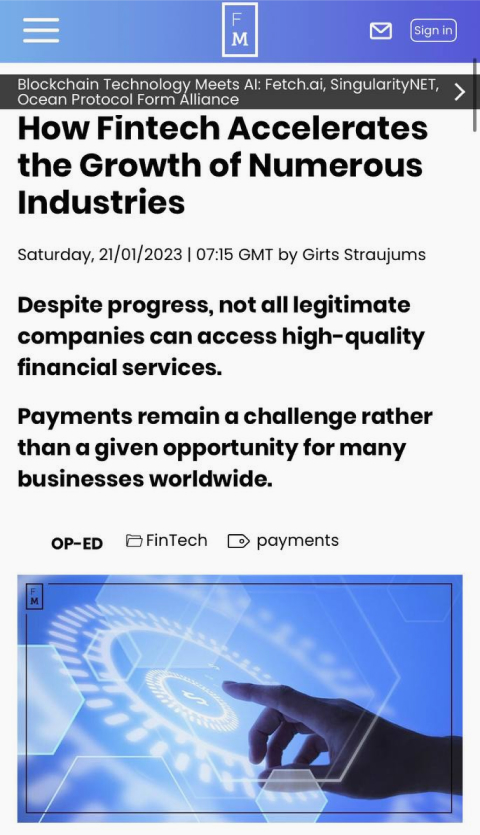 F
M
Sign in
Blockchain Technology Meets AI: Fetch.ai, SingularityNET,
Ocean Protocol Form Alliance
How Fintech Accelerates
the Growth of Numerous
Industries
Saturday, 21/01/2023 | 07:15 GMT by Girts Straujums
Despite progress, not all legitimate
companies can access high-quality
financial services.
Payments remain a challenge rather
than a given opportunity for many
businesses worldwide.
OP-ED FinTech payments
F
M